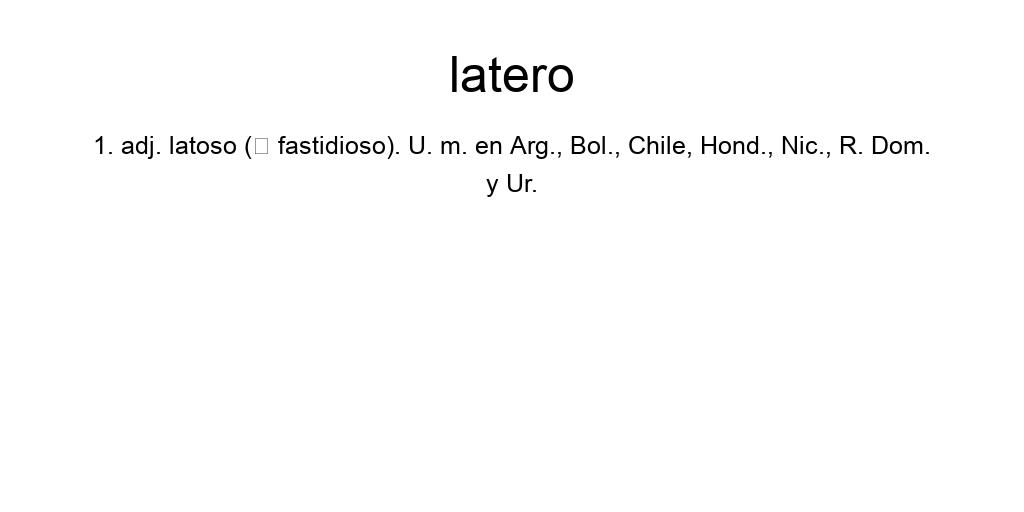 latero
1. adj. latoso (□ fastidioso). U. m. en Arg., Bol., Chile, Hond., Nic., R. Dom.
y Ur.